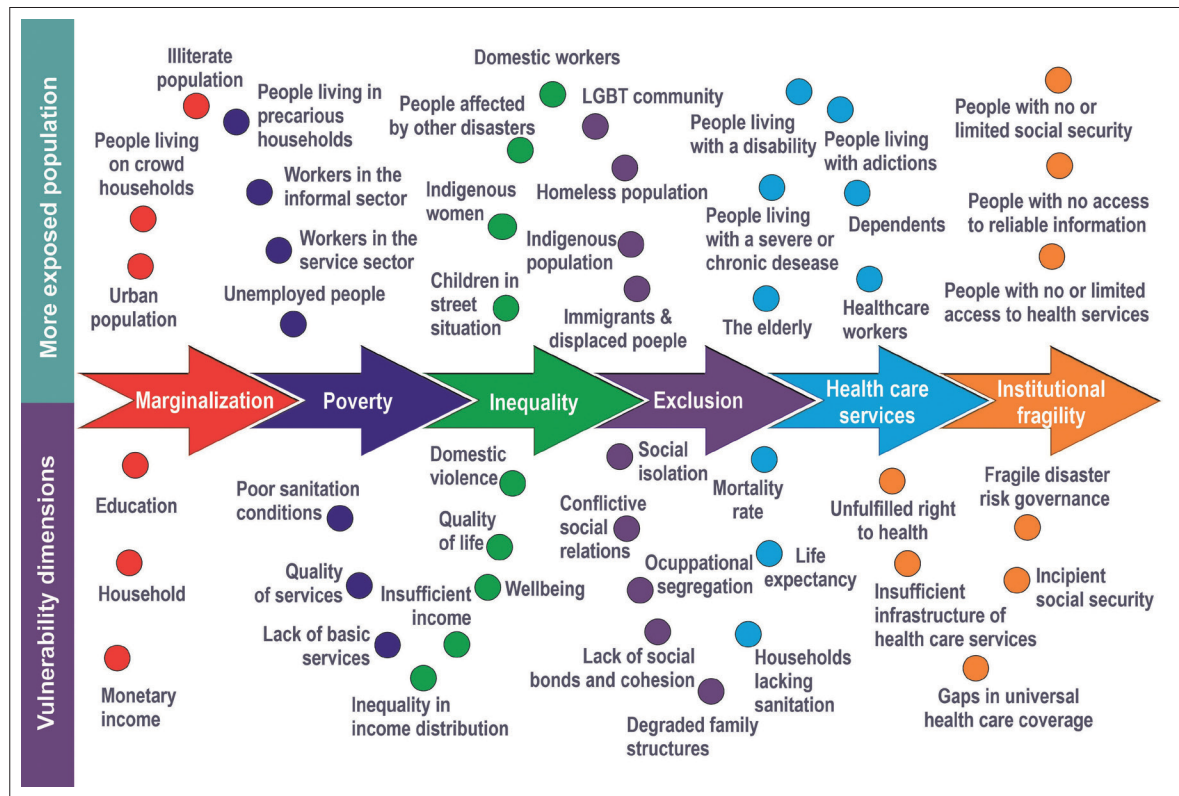 More exposed population
Illiterate
population
People living
on crowd
households
Urban
population
People living in
precarious
households
Workers in the
informal sector
Workers in the
service sector
Unemployed people
Domestic workers
People affected
by other disasters
Indigenous
women
Children in
street
situation
LGBT community
Homeless population
Indigenous
population
Immigrants &
displaced poeple
People living
with a disability
People living
with a severe or
chronic desease
The elderly
People living
with adictions
Dependents
Healthcare
workers
People with no or
limited social security
People with no access
to reliable information
People with no or limited
access to health services
Marginalization
Poverty
Inequality
Exclusion
Health care
services
Institutional
fragility
Vulnerability dimensions
Education
Household
Monetary
income
Poor sanitation
conditions
Quality
of services
Lack of basic
services
Domestic
violence
Quality
of life
Wellbeing
Insufficient
income
Inequality in
income distribution
Social
isolation
Conflictive
social
relations
Ocupational
segregation
Lack of social
bonds and cohesion
Degraded family
structures
Mortality
rate
Life
expectancy
Households
lacking
sanitation
Unfulfilled right
to health
Insufficient
infrastructure of
health care services
Gaps in universal
health care coverage
Fragile disaster
risk governance
Incipient
social security